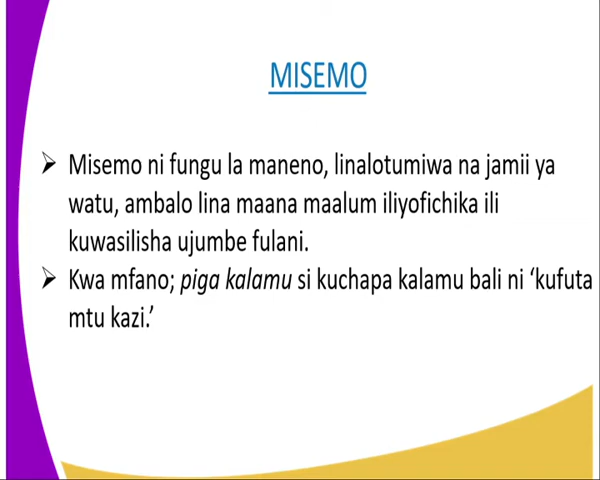 MISEMO
➢ Misemo ni fungu la maneno, linalotumiwa na jamii ya
watu, ambalo lina maana maalum iliyofichika ili
kuwasilisha ujumbe fulani.
➢ Kwa mfano; piga kalamu si kuchapa kalamu bali ni ‘kufuta
mtu kazi.’